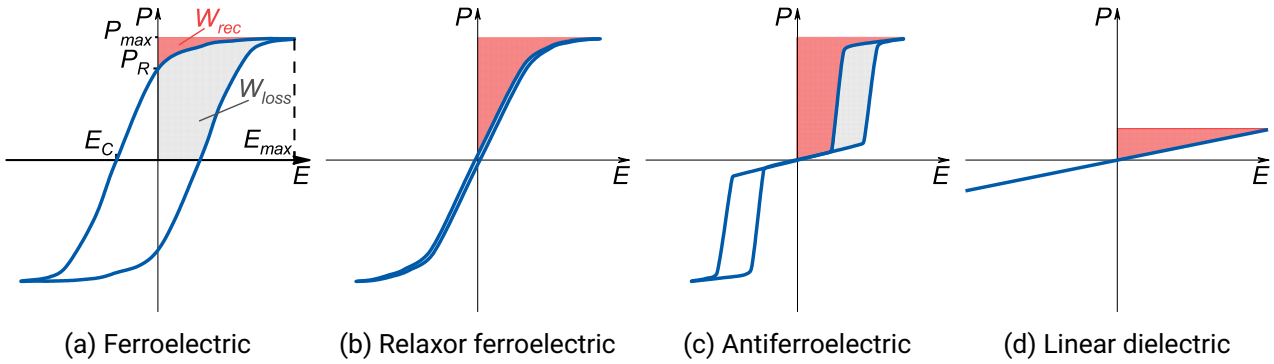 P
P_max
W_rec
P_R
W_loss
E_C
E_max
E
P
E
P
E
P
E
(a) Ferroelectric
(b) Relaxor ferroelectric
(c) Antiferroelectric
(d) Linear dielectric